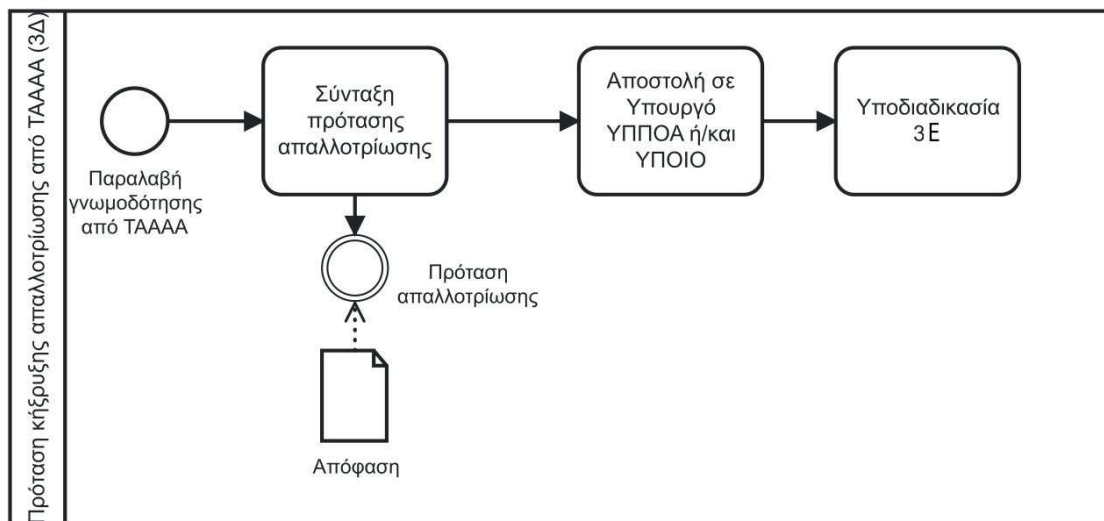 Πρόταση κήξρυξης απαλλοτρίωσης από ΤΑΑΑΑ (3Δ)
Παραλαβή
γνωμοδότησης
από ΤΑΑΑΑ
Σύνταξη
πρότασης
απαλλοτρίωσης
Αποστολή σε
Υπουργό
ΥΠΠΟΑ ή/και
ΥΠΟΙΟ
Υποδιαδικασία
3Ε
Πρόταση
απαλλοτρίωσης
Απόφαση